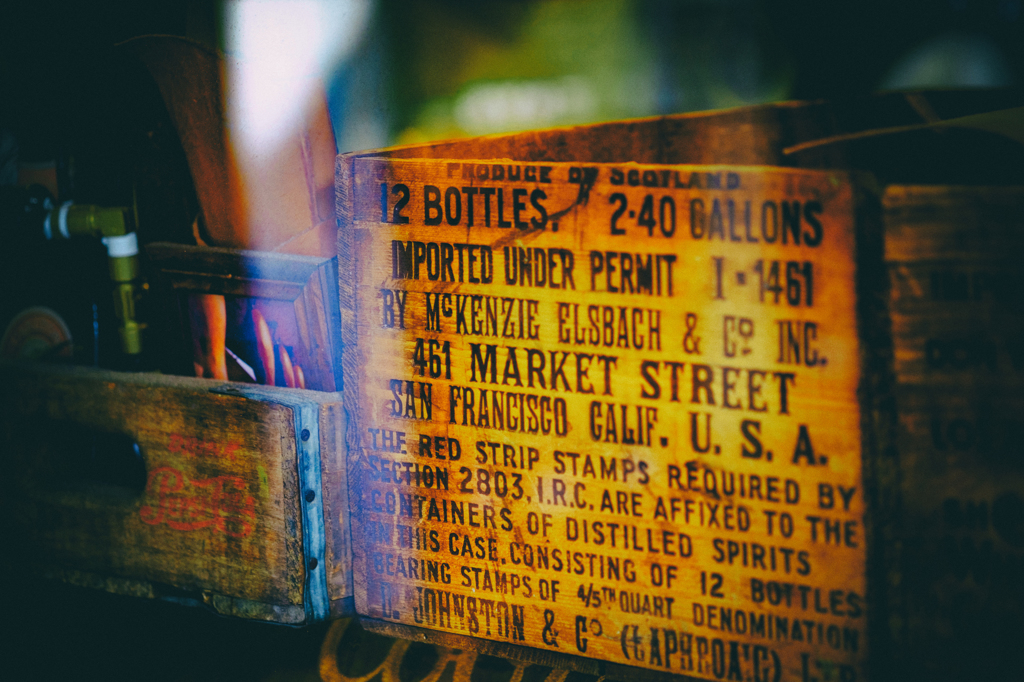 PRODUCE OF SCOTLAND
12 BOTTLES. 2·40 GALLONS
IMPORTED UNDER PERMIT I·1461
BY McKENZIE ELSBACH & Co INC.
461 MARKET STREET
SAN FRANCISCO CALIF. U. S. A.
THE RED STRIP STAMPS REQUIRED BY
SECTION 2803, I.R.C. ARE AFFIXED TO THE
CONTAINERS OF DISTILLED SPIRITS
IN THIS CASE, CONSISTING OF 12 BOTTLES
BEARING STAMPS OF 4/5TH QUART DENOMINATION
D. JOHNSTON & Co (LAPHROAIG) LTD